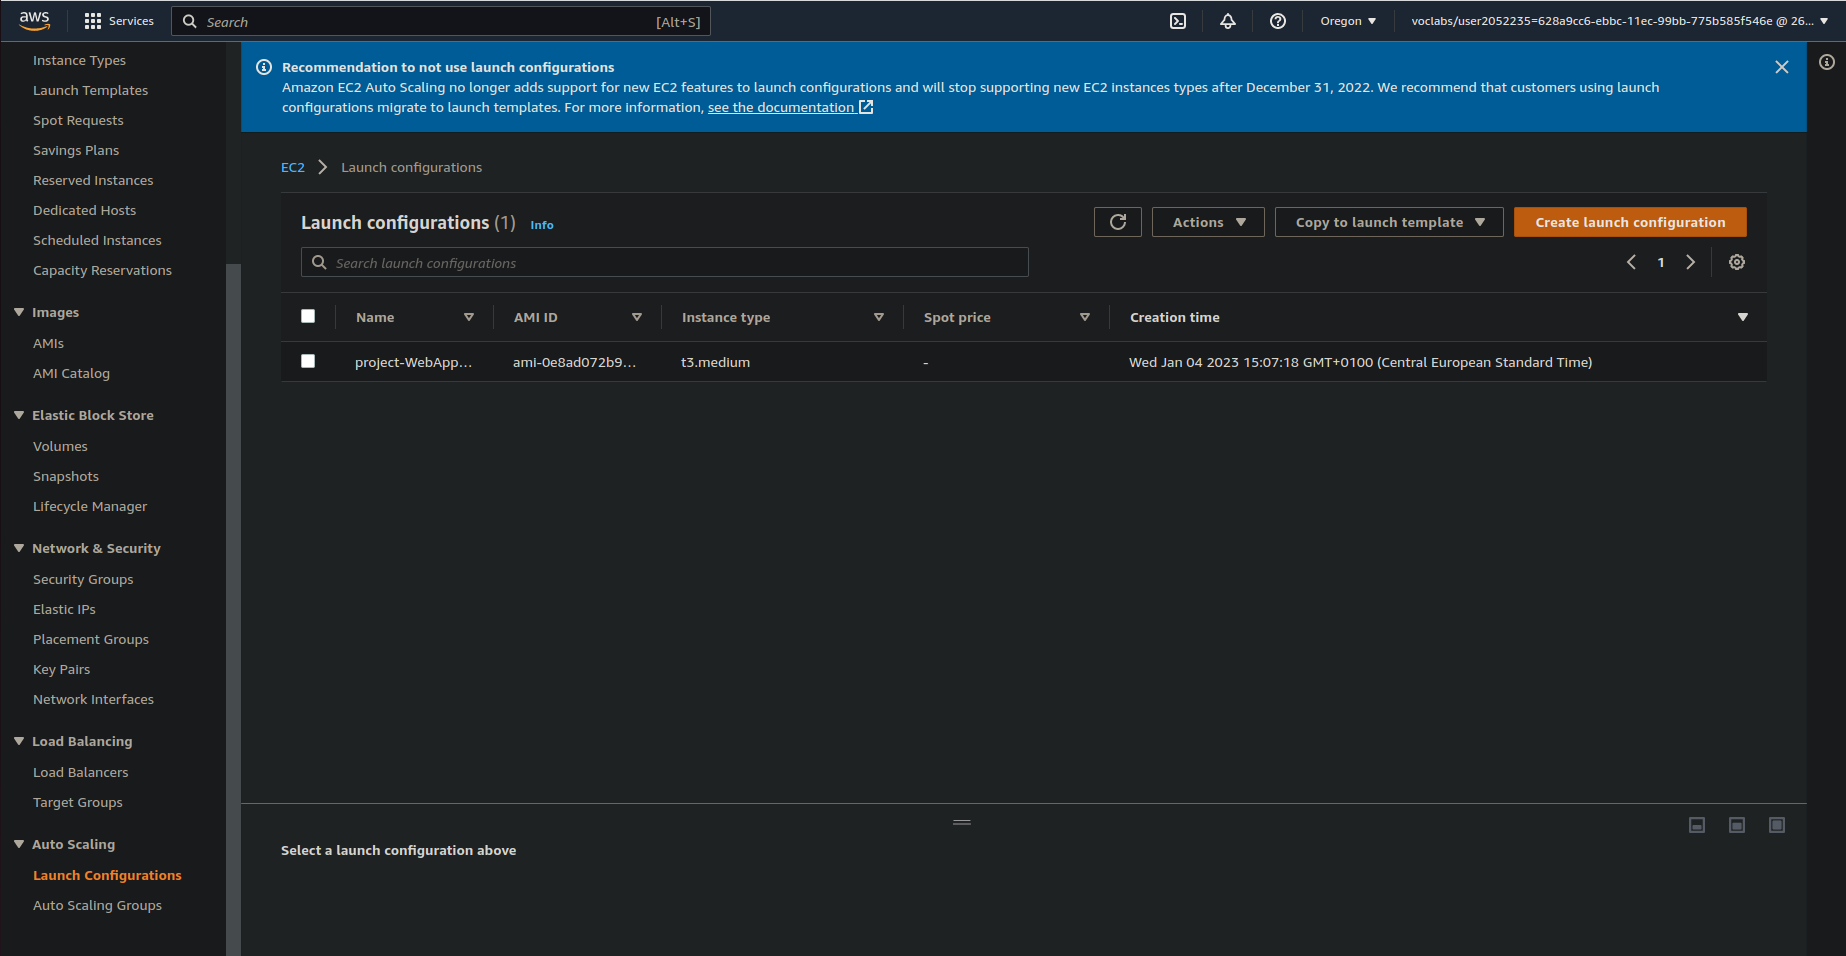 aws
Services
Search
[Alt+S]
Oregon
voclabs/user2052235=628a9cc6-ebbc-11ec-99bb-775b585f546e @ 26...
Instance Types
Launch Templates
Spot Requests
Savings Plans
Reserved Instances
Dedicated Hosts
Scheduled Instances
Capacity Reservations
Images
AMIs
AMI Catalog
Elastic Block Store
Volumes
Snapshots
Lifecycle Manager
Network & Security
Security Groups
Elastic IPs
Placement Groups
Key Pairs
Network Interfaces
Load Balancing
Load Balancers
Target Groups
Auto Scaling
Launch Configurations
Auto Scaling Groups
Recommendation to not use launch configurations
Amazon EC2 Auto Scaling no longer adds support for new EC2 features to launch configurations and will stop supporting new EC2 instances types after December 31, 2022. We recommend that customers using launch
configurations migrate to launch templates. For more information, see the documentation
EC2 Launch configurations
Launch configurations (1) Info
Actions
Copy to launch template
Create launch configuration
Search launch configurations
1
Name AMI ID Instance type Spot price Creation time
project-WebApp... ami-0e8ad072b9... t3.medium - Wed Jan 04 2023 15:07:18 GMT+0100 (Central European Standard Time)
Select a launch configuration above